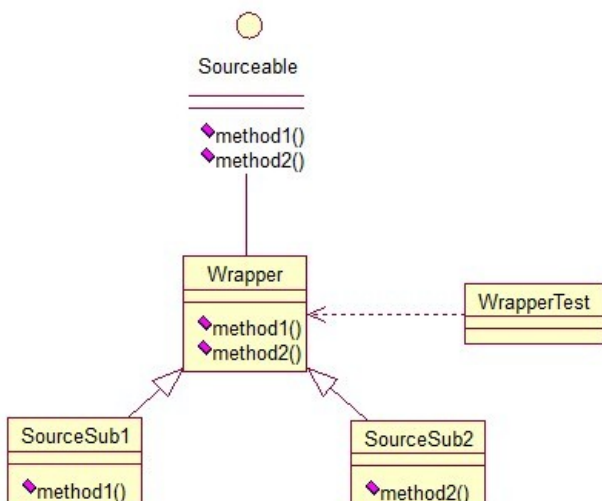 Sourceable
method1()
method2()
Wrapper
method1()
method2()
WrapperTest
SourceSub1
method1()
SourceSub2
method2()